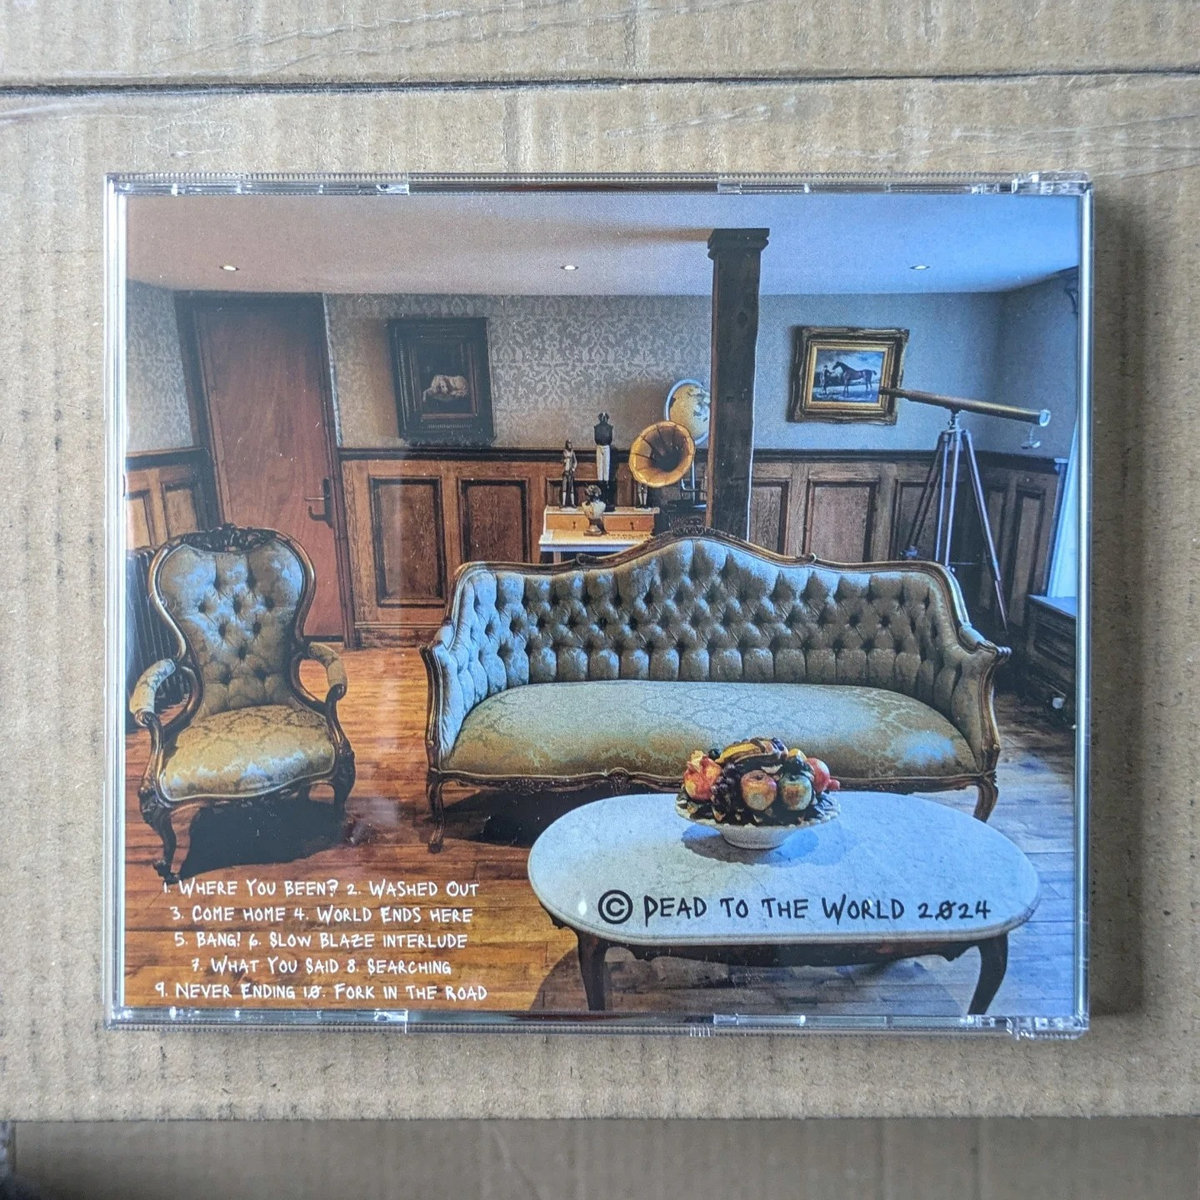 1. Where You Been? 2. Washed Out
3. Come Home 4. World Ends Here
5. Bang! 6. Slow Blaze Interlude
7. What You Said 8. Searching
9. Never Ending 10. Fork in the Road
© Dead to the World 2024